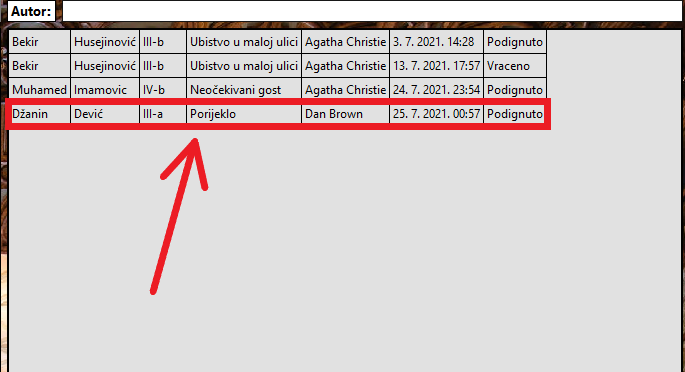 Autor:
Bekir Husejinović III-b Ubistvo u maloj ulici Agatha Christie 3. 7. 2021. 14:28 Podignuto
Bekir Husejinović III-b Ubistvo u maloj ulici Agatha Christie 13. 7. 2021. 17:57 Vraceno
Muhamed Imamovic IV-b Neočekivani gost Agatha Christie 24. 7. 2021. 23:54 Podignuto
Džanin Dević III-a Porijeklo Dan Brown 25. 7. 2021. 00:57 Podignuto